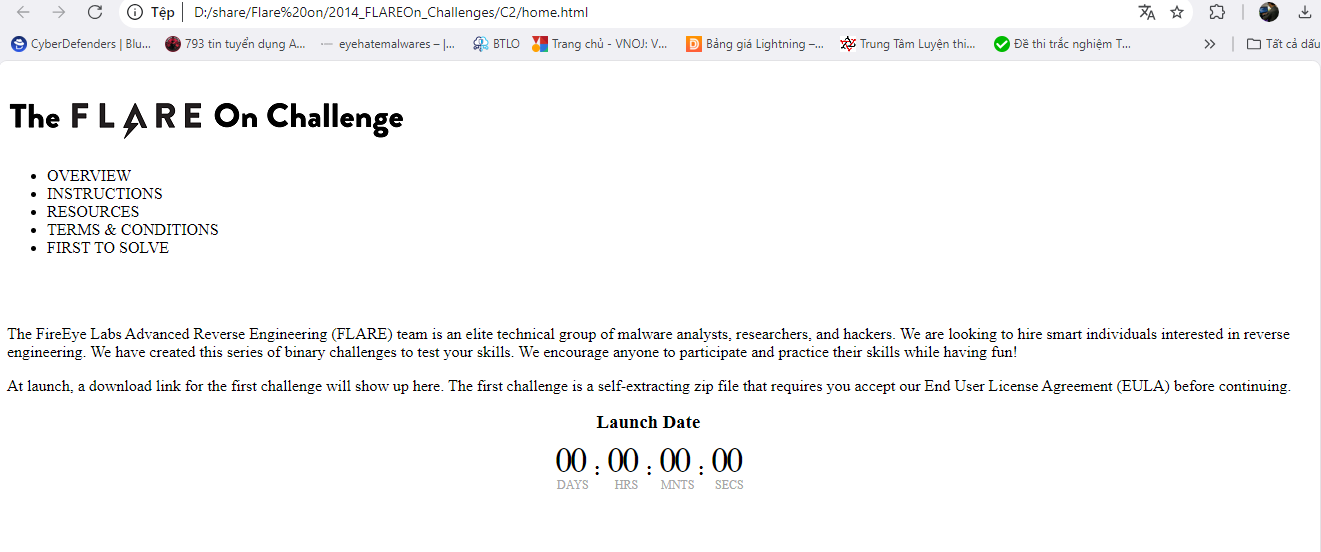 Tệp D:/share/Flare%20on/2014_FLAREOn_Challenges/C2/home.html
CyberDefenders | Blu... 793 tin tuyển dụng A... eyehatemalwares – |... BTLO Trang chủ - VNOJ: V... Bảng giá Lightning –... Trung Tâm Luyện thi... Đề thi trắc nghiệm T... Tất cả dấu
The FLARE On Challenge
• OVERVIEW
• INSTRUCTIONS
• RESOURCES
• TERMS & CONDITIONS
• FIRST TO SOLVE
The FireEye Labs Advanced Reverse Engineering (FLARE) team is an elite technical group of malware analysts, researchers, and hackers. We are looking to hire smart individuals interested in reverse
engineering. We have created this series of binary challenges to test your skills. We encourage anyone to participate and practice their skills while having fun!
At launch, a download link for the first challenge will show up here. The first challenge is a self-extracting zip file that requires you accept our End User License Agreement (EULA) before continuing.
Launch Date
00 : 00 : 00 : 00
DAYS HRS MNTS SECS